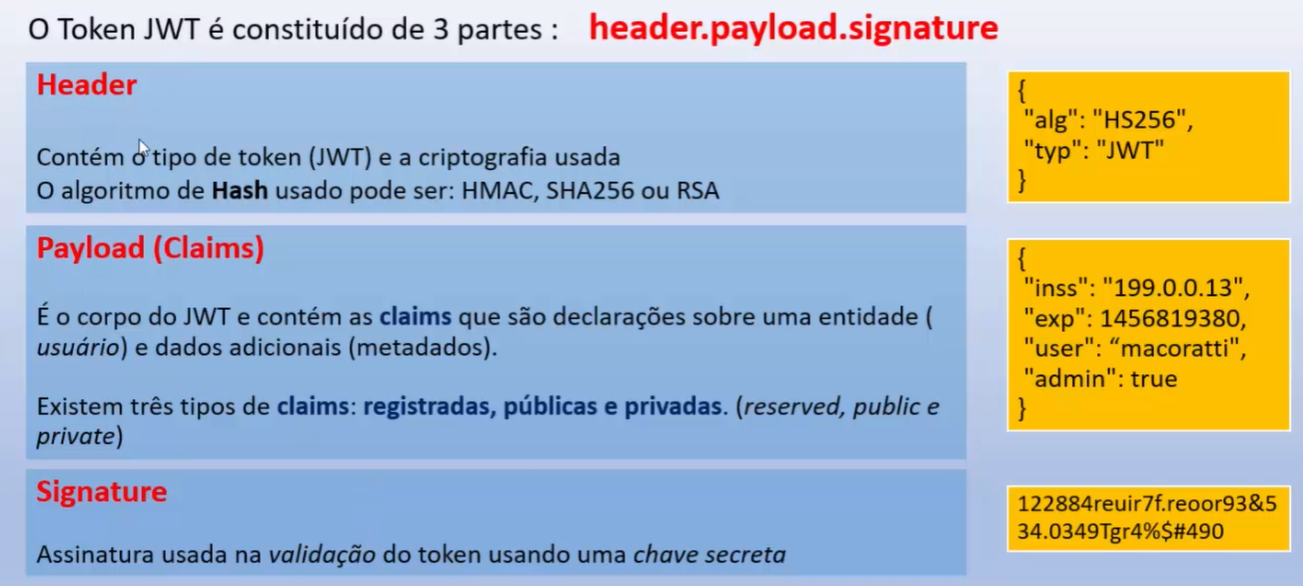 O Token JWT é constituído de 3 partes : header.payload.signature
Header
Contém o tipo de token (JWT) e a criptografia usada
O algoritmo de Hash usado pode ser: HMAC, SHA256 ou RSA
{
"alg": "HS256",
"typ": "JWT"
}
Payload (Claims)
É o corpo do JWT e contém as claims que são declarações sobre uma entidade (
usuário) e dados adicionais (metadados).
Existem três tipos de claims: registradas, públicas e privadas. (reserved, public e
private)
{
"inss": "199.0.0.13",
"exp": 1456819380,
"user": “macoratti",
"admin": true
}
Signature
Assinatura usada na validação do token usando uma chave secreta
122884reuir7f.reoor93&5
34.0349Tgr4%$#490